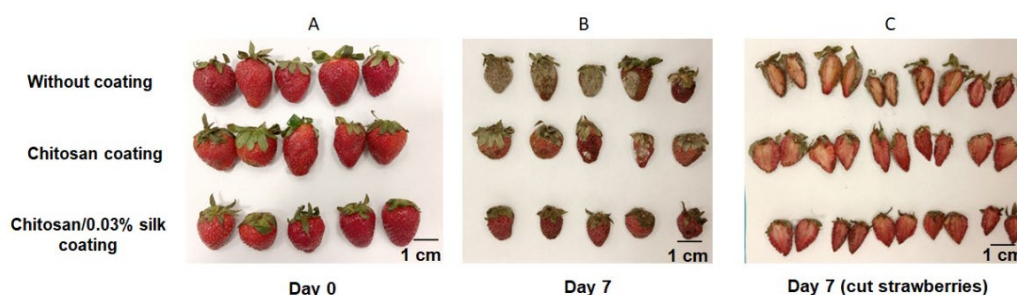 A
B
C
Without coating
Chitosan coating
Chitosan/0.03% silk
coating
1 cm
1 cm
1 cm
Day 0
Day 7
Day 7 (cut strawberries)